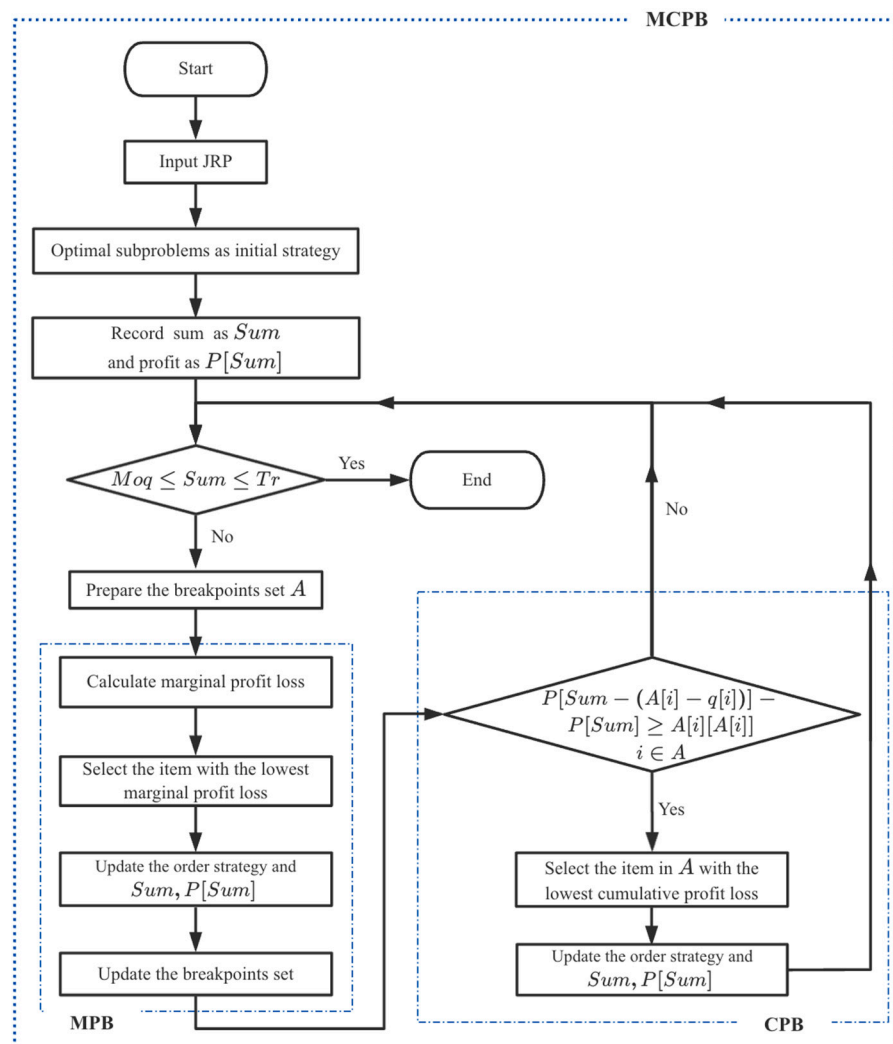 MCPB
Start
Input JRP
Optimal subproblems as initial strategy
Record sum as Sum
and profit as P[Sum]
Moq ≤ Sum ≤ Tr
Yes
End
No
Prepare the breakpoints set A
Calculate marginal profit loss
Select the item with the lowest
marginal profit loss
Update the order strategy and
Sum, P[Sum]
Update the breakpoints set
MPB
No
P[Sum − (A[i] − q[i])] −
P[Sum] ≥ A[i][A[i]]
i ∈ A
Yes
Select the item in A with the
lowest cumulative profit loss
Update the order strategy and
Sum, P[Sum]
CPB